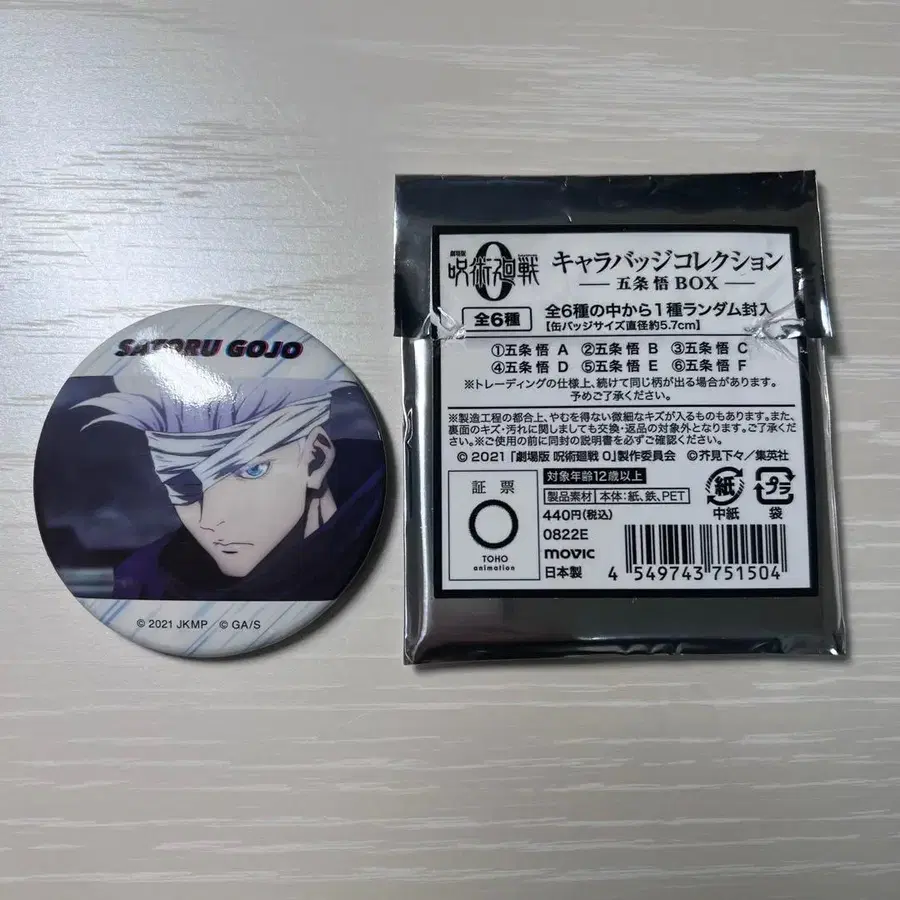 SATORU GOJO
© 2021 JKMP © GA/S
劇場版
呪術廻戦 0
キャラバッジコレクション
五条 悟 BOX
全6種
全6種の中から1種ランダム封入
【缶バッジサイズ直径約5.7cm】
①五条 悟 A ②五条 悟 B ③五条 悟 C
④五条 悟 D ⑤五条 悟 E ⑥五条 悟 F
※トレーディングの仕様上、続けて同じ柄が出る場合があります。
予めご了承ください。
※製造工程の都合上、やむを得ない微細なキズが入るものもあります。また、
裏面のキズ・汚れに関しましても交換・返品の対象外となります。ご了承くださ
い。※ご使用の前に同封の説明書を必ずご確認ください。
© 2021「劇場版 呪術廻戦 0」製作委員会 ©芥見下々／集英社
対象年齢12歳以上
製品素材 本体:紙、鉄、PET
440円(税込)
0822E
movic
日本製
証票
TOHO
animation
紙
中紙
プラ
袋
4 549743 751504